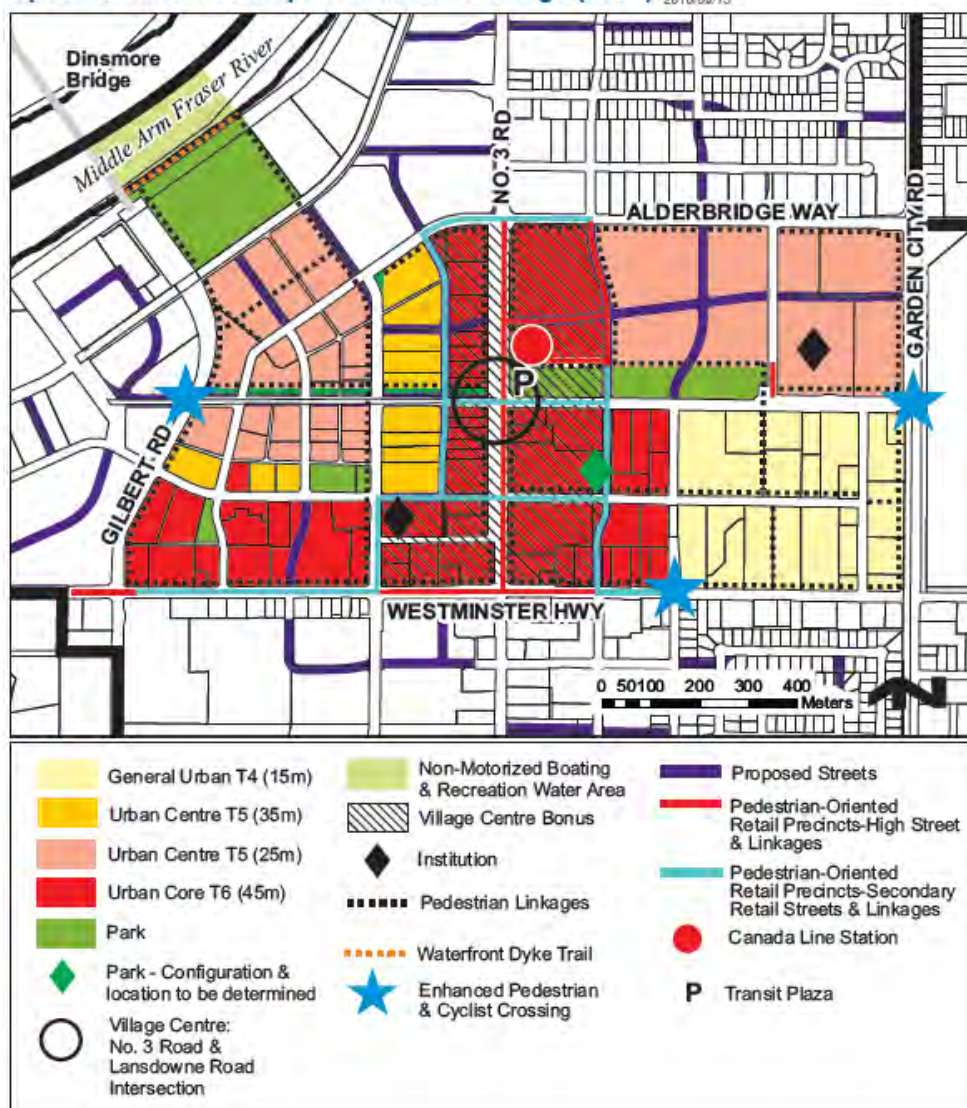 Dinsmore
Bridge
Middle Arm Fraser River
NO. 3 RD
ALDERBRIDGE WAY
GARDEN CITY RD
P
GILBERT RD
WESTMINSTER HWY
0 50 100 200 300 400
Meters
General Urban T4 (15m)
Urban Centre T5 (35m)
Urban Centre T5 (25m)
Urban Core T6 (45m)
Park
Park - Configuration &
location to be determined
Village Centre:
No. 3 Road &
Lansdowne Road
Intersection
Non-Motorized Boating
& Recreation Water Area
Village Centre Bonus
Institution
Pedestrian Linkages
Waterfront Dyke Trail
Enhanced Pedestrian
& Cyclist Crossing
Proposed Streets
Pedestrian-Oriented
Retail Precincts-High Street
& Linkages
Pedestrian-Oriented
Retail Precincts-Secondary
Retail Streets & Linkages
Canada Line Station
P Transit Plaza